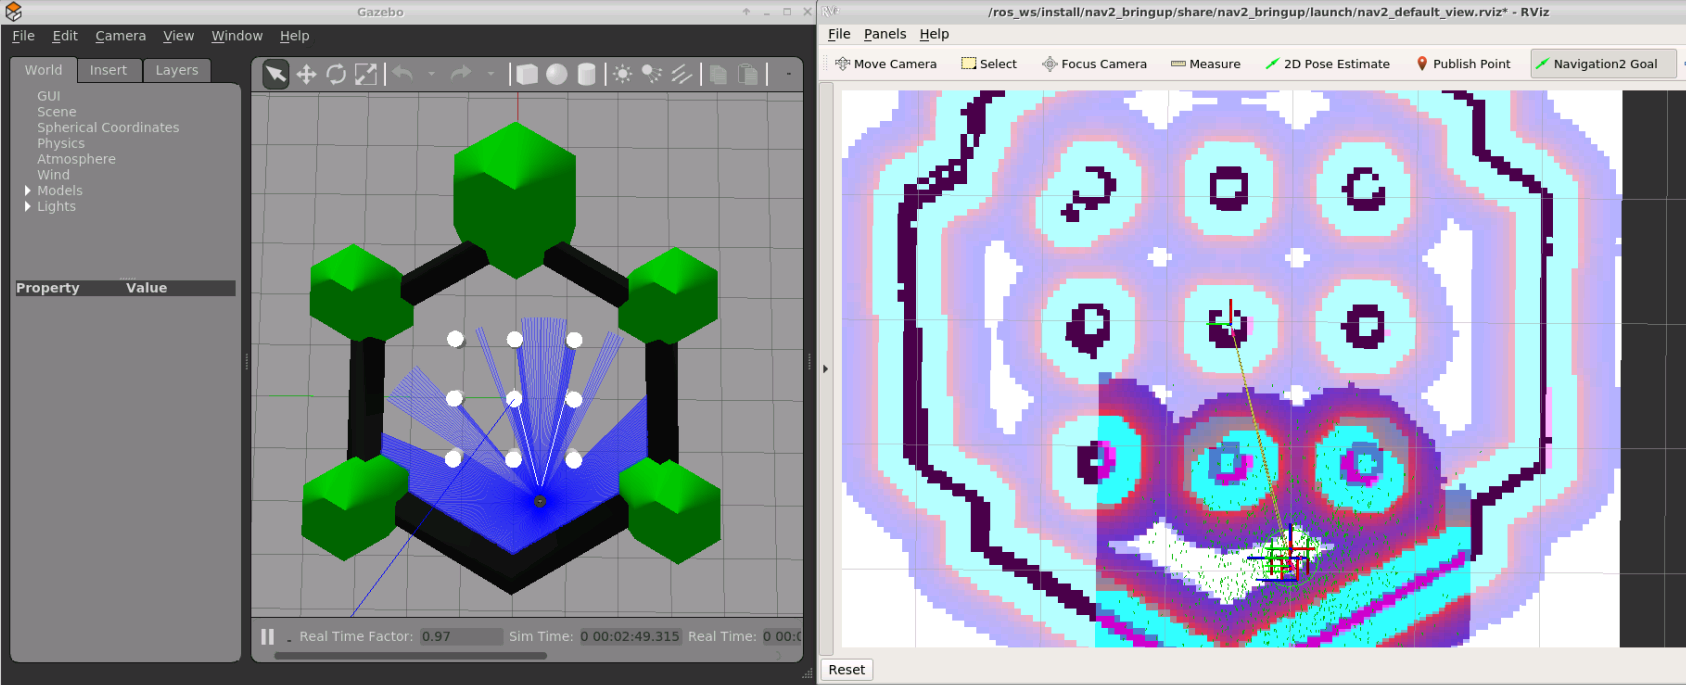 Gazebo
File Edit Camera View Window Help
World Insert Layers
GUI
Scene
Spherical Coordinates
Physics
Atmosphere
Wind
Models
Lights
Property Value
Real Time Factor: 0.97 Sim Time: 0 00:02:49.315 Real Time: 0 00:0
/ros_ws/install/nav2_bringup/share/nav2_bringup/launch/nav2_default_view.rviz* - RViz
File Panels Help
Move Camera Select Focus Camera Measure 2D Pose Estimate Publish Point Navigation2 Goal
Reset